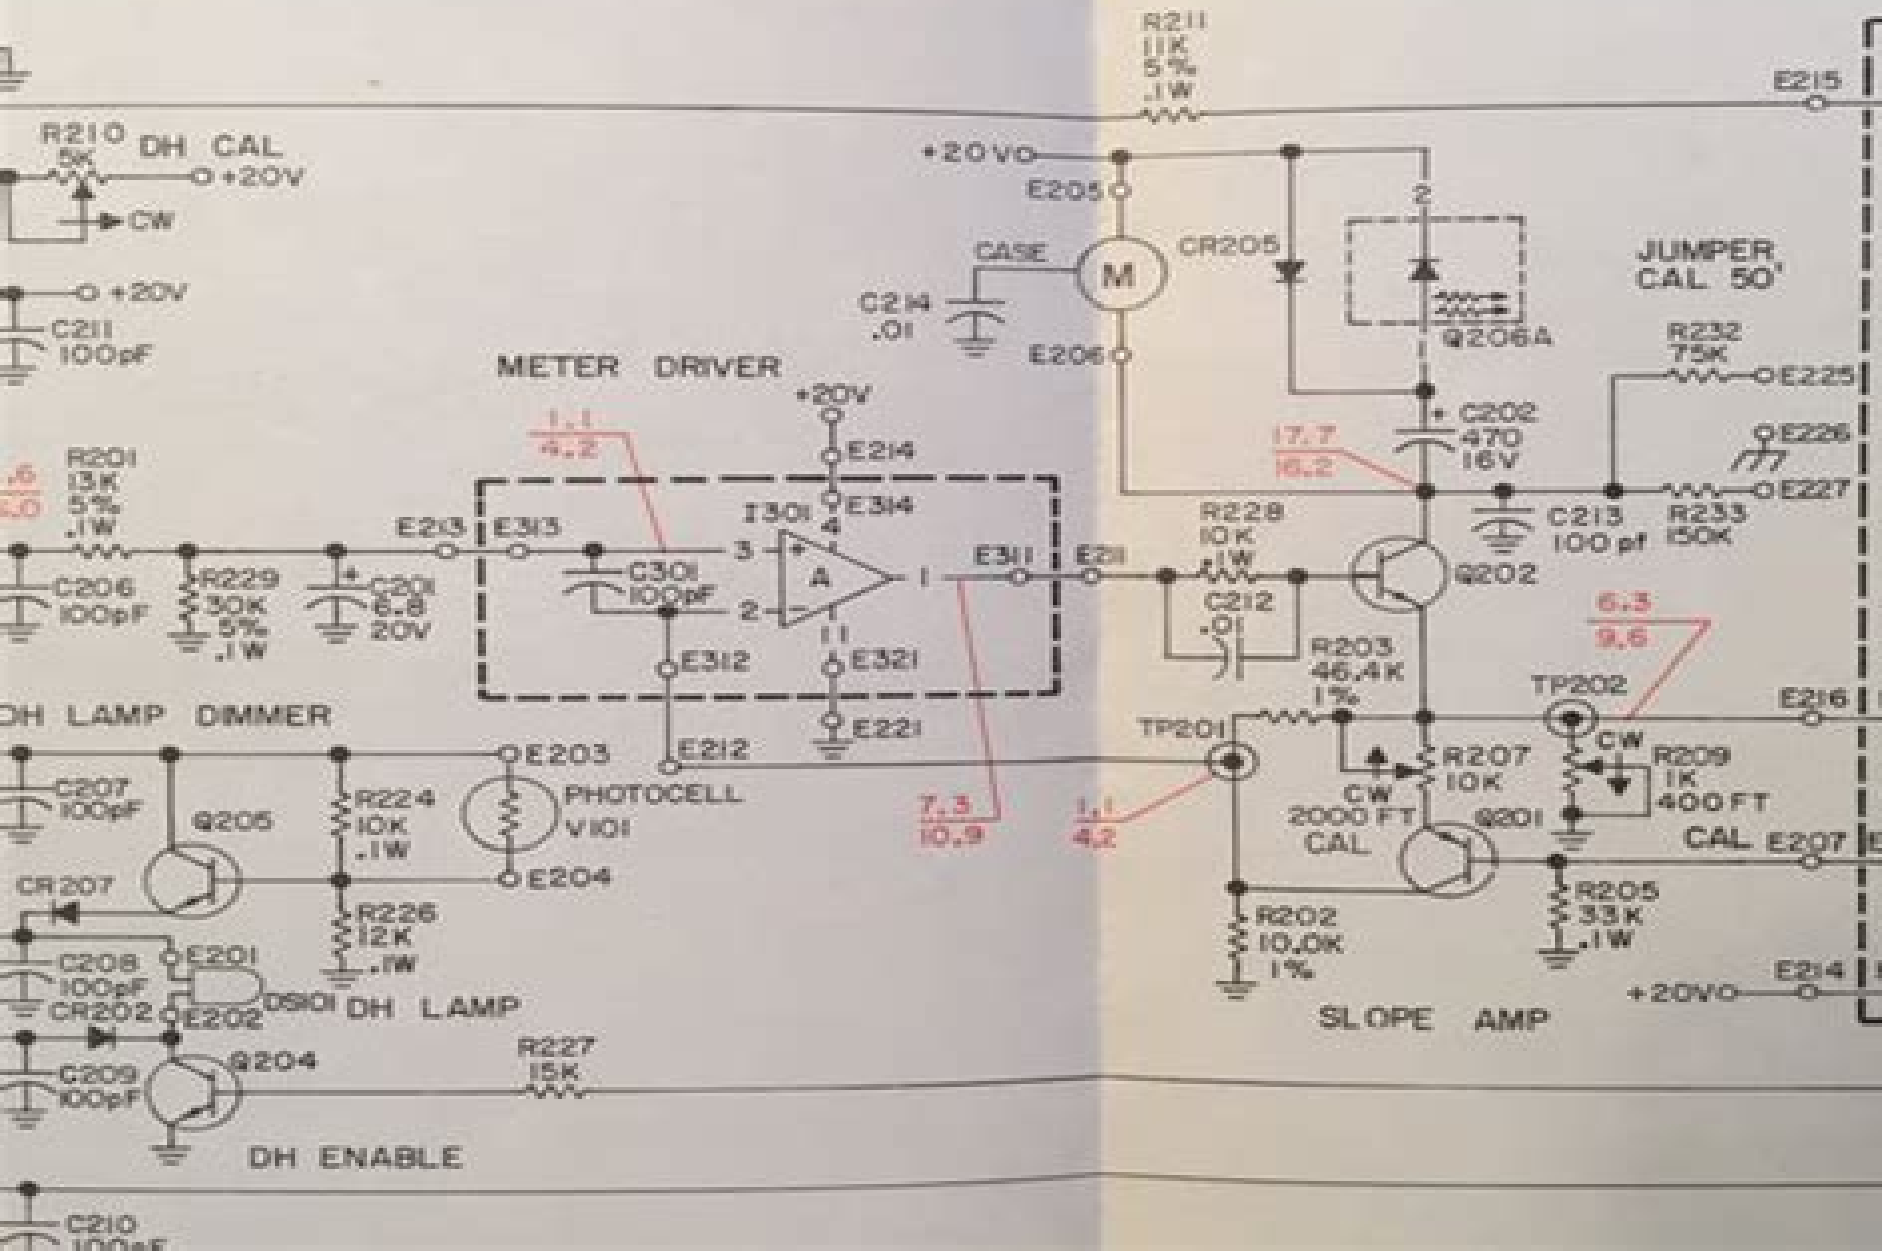 R211
11K
5%
.1W
E215
R210
5K
DH CAL
+20V
CW
+20V
C211
100pF
+20V
E205
CASE
M
C214
.01
E206
CR205
2
Q206A
JUMPER
CAL 50'
R232
75K
E225
+ C202
470
16V
E226
17.7
16.2
E227
C213
100pf
R233
150K
METER DRIVER
+20V
E214
1.1
4.2
E314
I301
4
R201
13K
5%
.1W
.6
E213
E313
3
+
A
1
E311
E211
R228
10K
.1W
Q202
C206
100pF
R229
30K
5%
.1W
+
C201
6.8
20V
C301
100pF
2
11
C212
.01
6.3
9.6
E312
E321
R203
46.4K
1%
TP202
E216
DH LAMP DIMMER
E221
TP201
E203
E212
CW
R207
10K
R209
1K
400 FT
C207
100pF
R224
10K
.1W
PHOTOCELL
V101
Q205
7.3
10.9
1.1
4.2
CW
2000 FT
CAL
Q201
CAL
E207
E204
CR207
R226
12K
.1W
R202
10.0K
1%
R205
33K
.1W
E201
C208
100pF
DS101
DH LAMP
CR202
E202
E214
+20V
SLOPE AMP
Q204
R227
15K
C209
100pF
DH ENABLE
C210
100pF